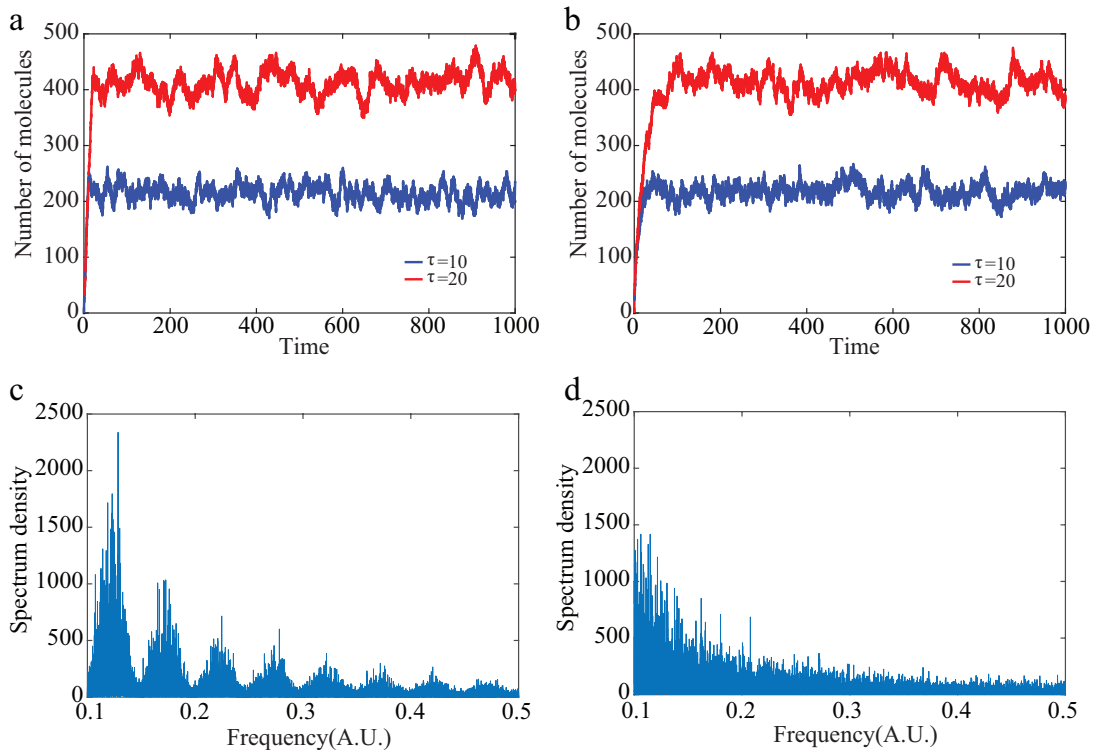 a
Number of molecules
500
400
300
200
100
0
0 200 400 600 800 1000
Time
τ=10
τ=20
b
Number of molecules
500
400
300
200
100
0
0 200 400 600 800 1000
Time
τ=10
τ=20
c
Spectrum density
2500
2000
1500
1000
500
0
0.1 0.2 0.3 0.4 0.5
Frequency(A.U.)
d
Spectrum density
2500
2000
1500
1000
500
0
0.1 0.2 0.3 0.4 0.5
Frequency(A.U.)